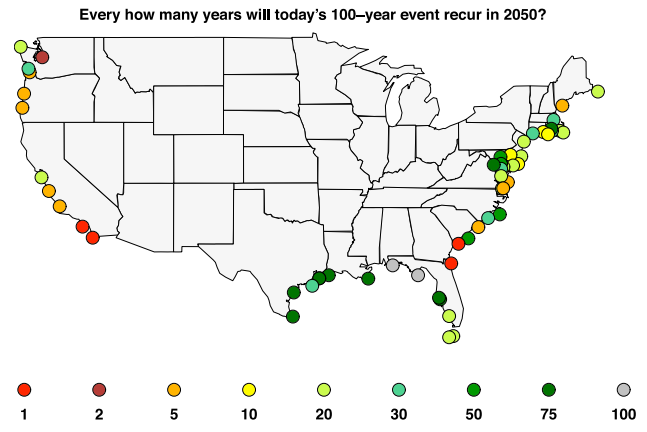 Every how many years will today's 100–year event recur in 2050?
1 2 5 10 20 30 50 75 100